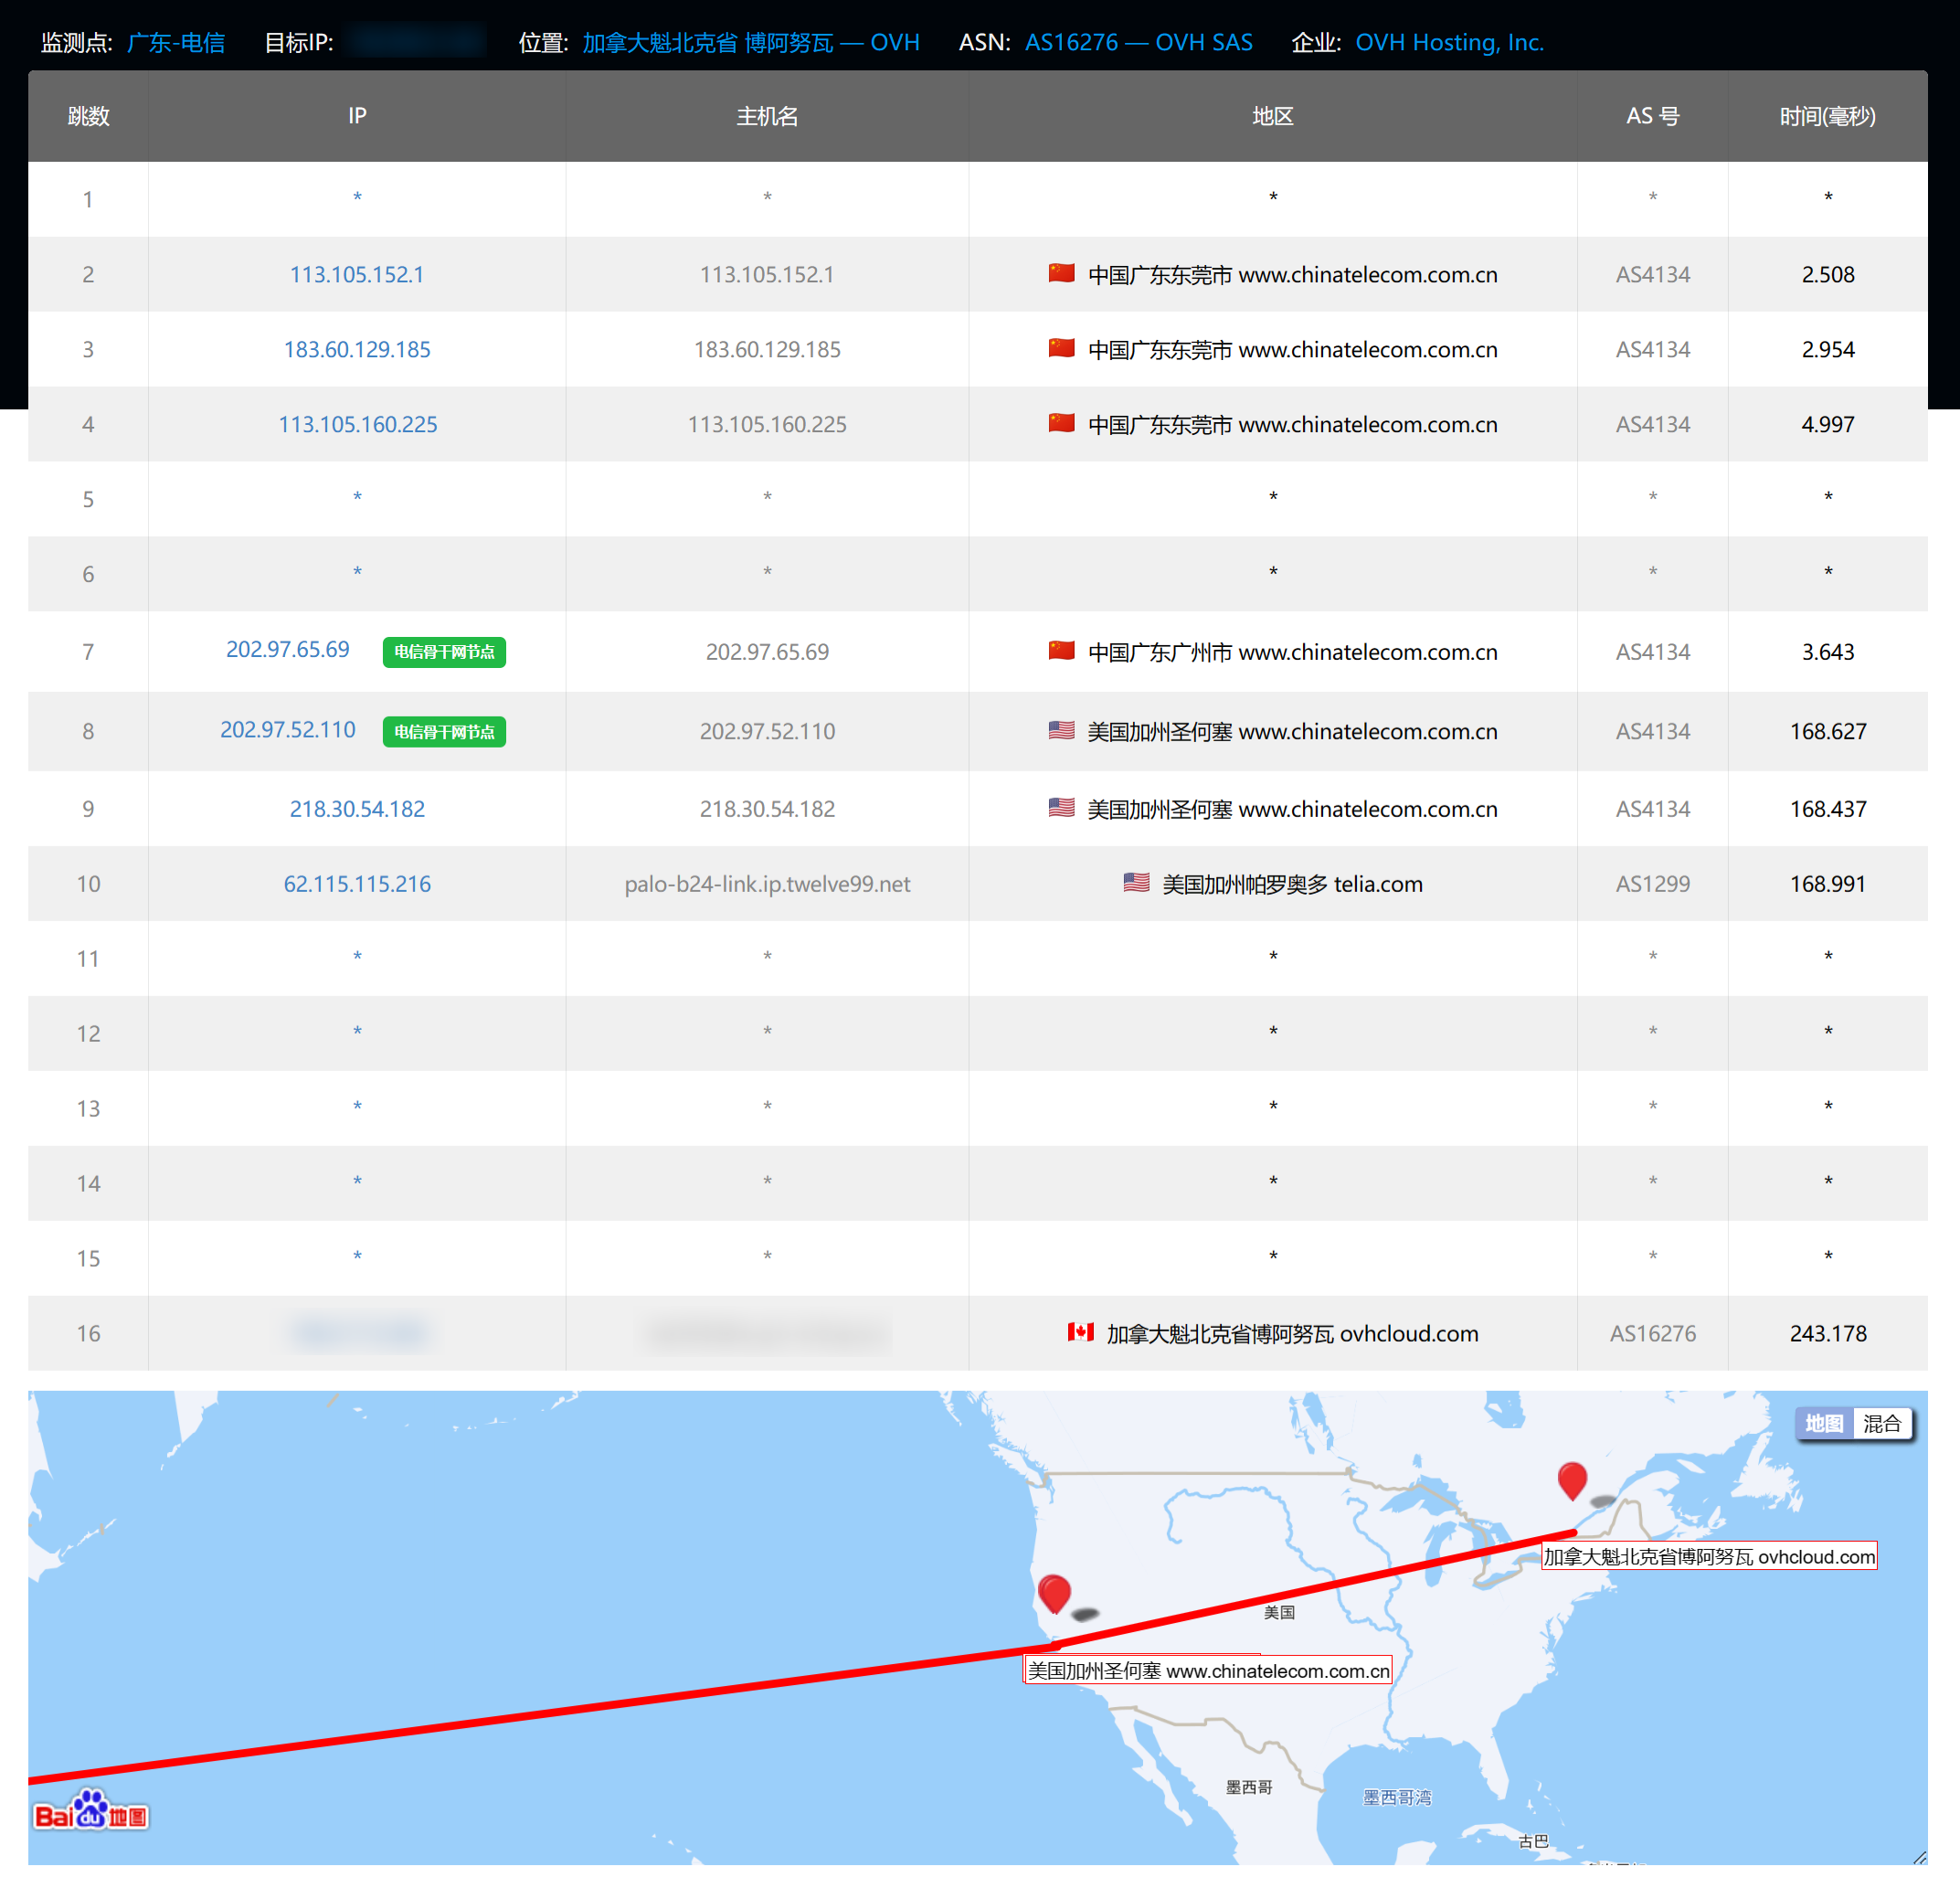 监测点: 广东-电信 目标IP: 位置: 加拿大魁北克省 博阿努瓦 — OVH ASN: AS16276 — OVH SAS 企业: OVH Hosting, Inc.
跳数 IP 主机名 地区 AS 号 时间(毫秒)
1 * * * * *
2 113.105.152.1 113.105.152.1 中国广东东莞市 www.chinatelecom.com.cn AS4134 2.508
3 183.60.129.185 183.60.129.185 中国广东东莞市 www.chinatelecom.com.cn AS4134 2.954
4 113.105.160.225 113.105.160.225 中国广东东莞市 www.chinatelecom.com.cn AS4134 4.997
5 * * * * *
6 * * * * *
7 202.97.65.69 电信骨干网节点 202.97.65.69 中国广东广州市 www.chinatelecom.com.cn AS4134 3.643
8 202.97.52.110 电信骨干网节点 202.97.52.110 美国加州圣何塞 www.chinatelecom.com.cn AS4134 168.627
9 218.30.54.182 218.30.54.182 美国加州圣何塞 www.chinatelecom.com.cn AS4134 168.437
10 62.115.115.216 palo-b24-link.ip.twelve99.net 美国加州帕罗奥多 telia.com AS1299 168.991
11 * * * * *
12 * * * * *
13 * * * * *
14 * * * * *
15 * * * * *
16 加拿大魁北克省博阿努瓦 ovhcloud.com AS16276 243.178
地图 混合
加拿大魁北克省博阿努瓦 ovhcloud.com
美国
美国加州圣何塞 www.chinatelecom.com.cn
墨西哥
墨西哥湾
Bai du 地图
古巴